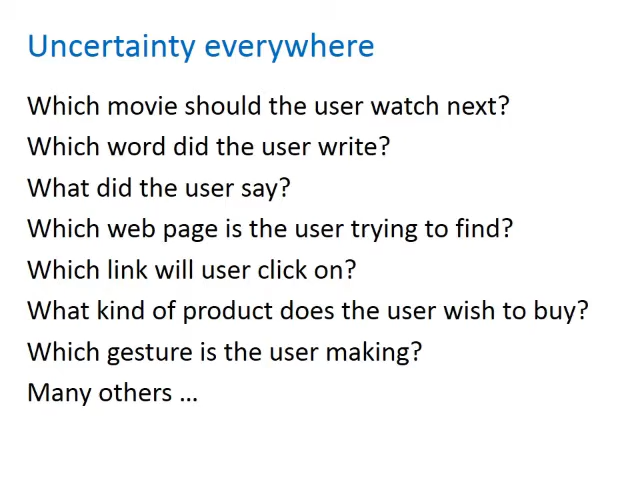 Uncertainty everywhere
Which movie should the user watch next?
Which word did the user write?
What did the user say?
Which web page is the user trying to find?
Which link will user click on?
What kind of product does the user wish to buy?
Which gesture is the user making?
Many others …